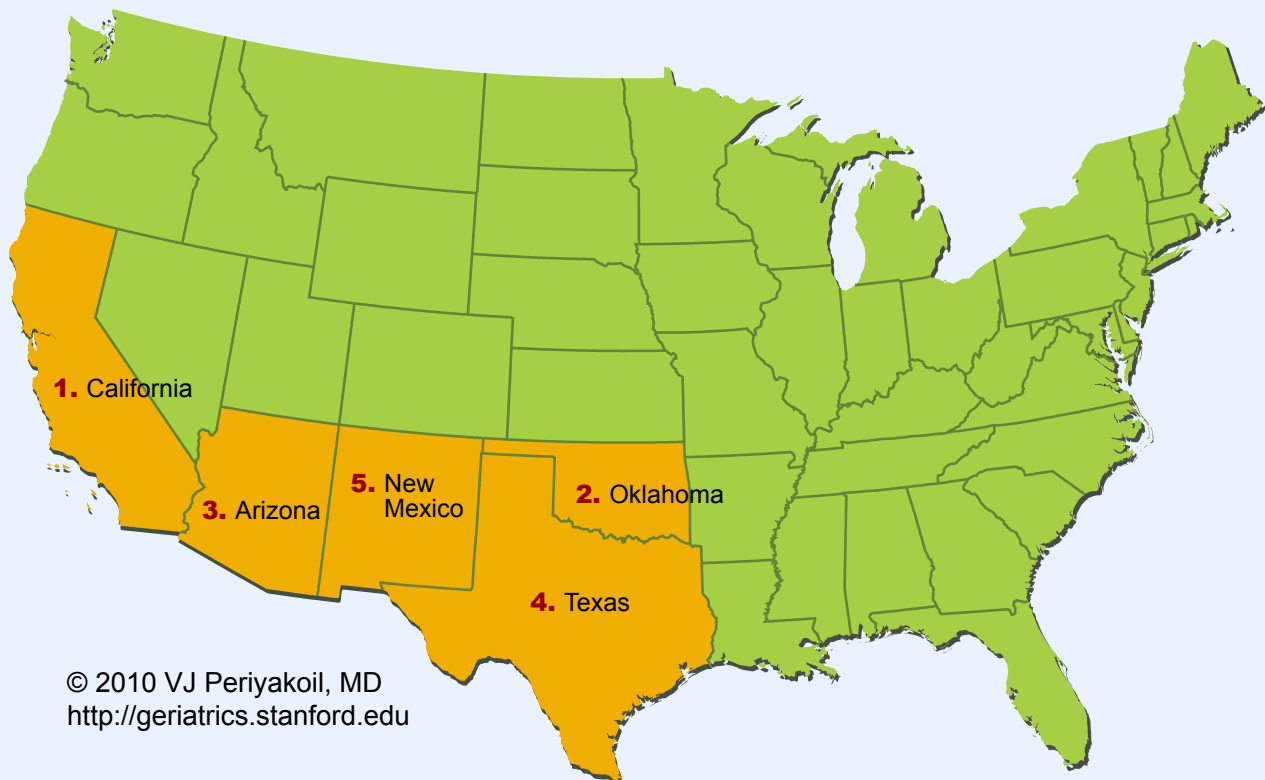 1. California
5. New
Mexico
2. Oklahoma
3. Arizona
4. Texas
© 2010 VJ Periyakoil, MD
http://geriatrics.stanford.edu